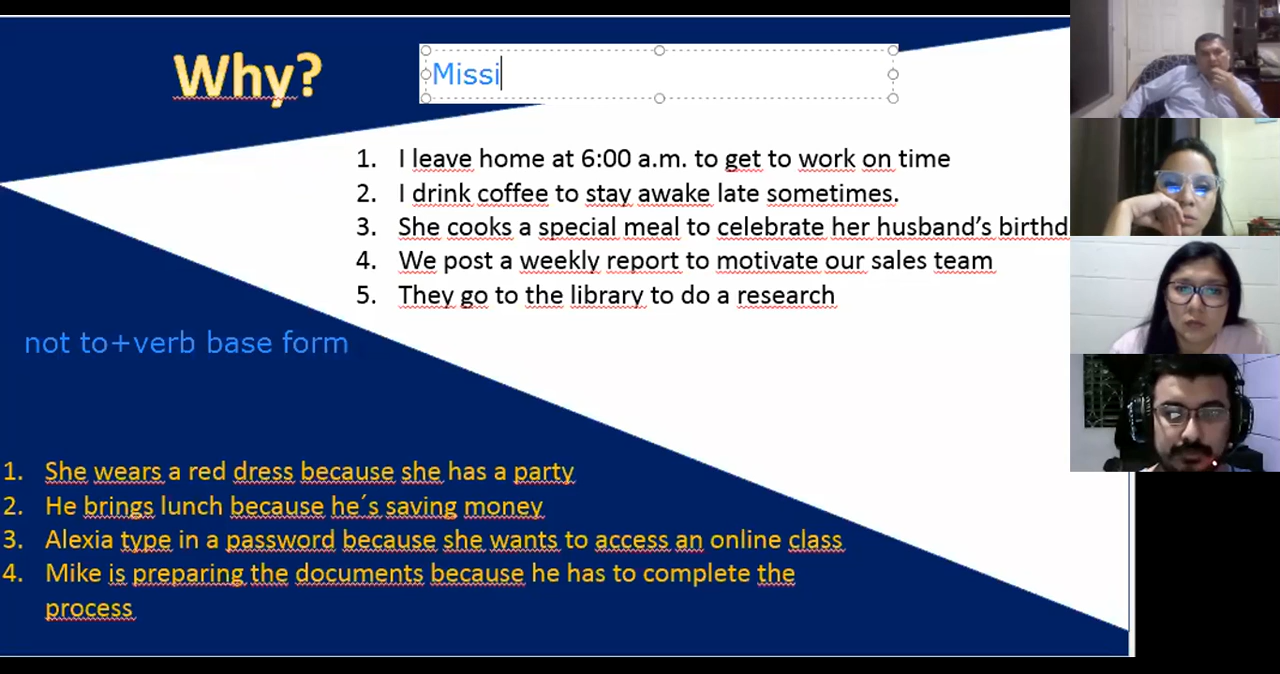 Why?
Missi
1. I leave home at 6:00 a.m. to get to work on time
2. I drink coffee to stay awake late sometimes.
3. She cooks a special meal to celebrate her husband’s birthd
4. We post a weekly report to motivate our sales team
5. They go to the library to do a research
not to+verb base form
1. She wears a red dress because she has a party
2. He brings lunch because he´s saving money
3. Alexia type in a password because she wants to access an online class
4. Mike is preparing the documents because he has to complete the
process